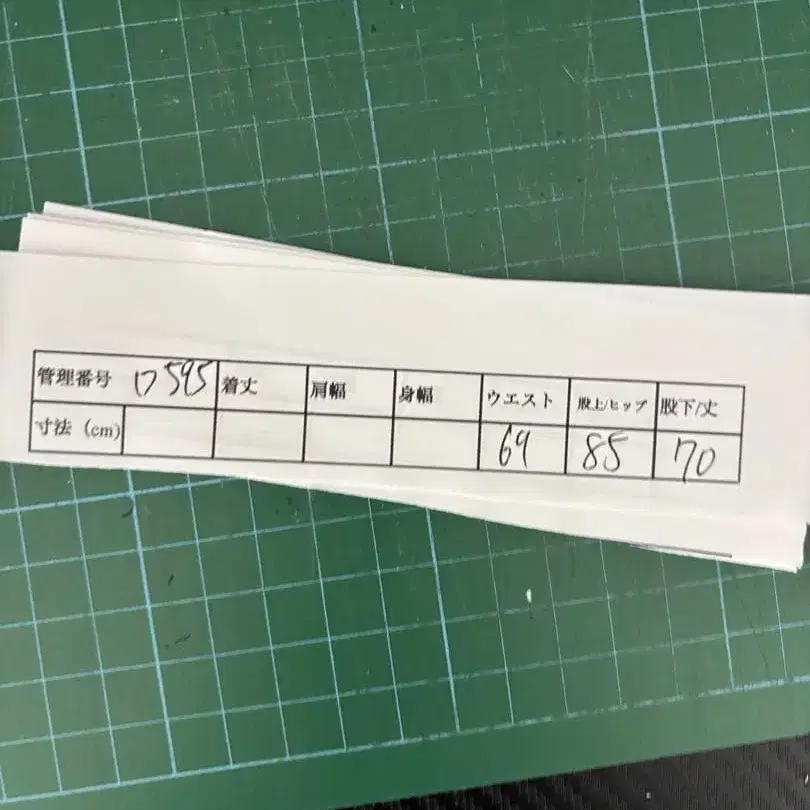 管理番号 17595 着丈 肩幅 身幅 ウエスト 股上/ヒップ 股下/丈
寸法 (cm) 69 85 70